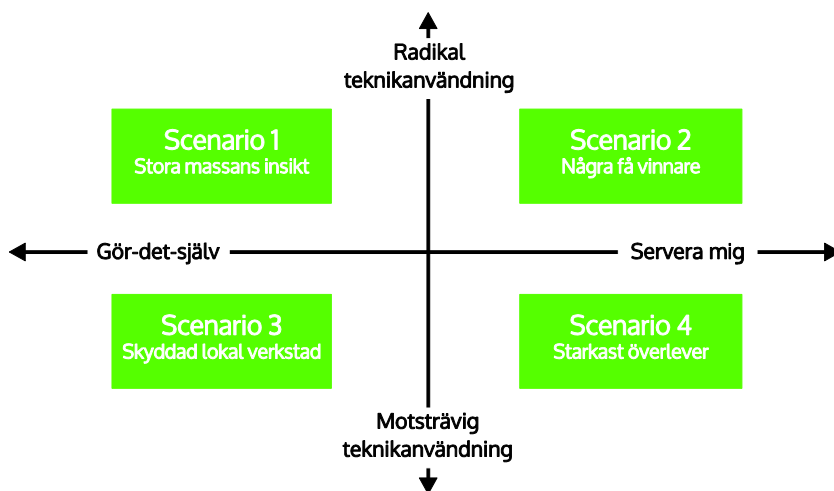 Radikal
teknikanvändning
Scenario 1
Stora massans insikt
Scenario 2
Några få vinnare
Gör-det-själv
Servera mig
Scenario 3
Skyddad lokal verkstad
Scenario 4
Starkast överlever
Motsträvig
teknikanvändning